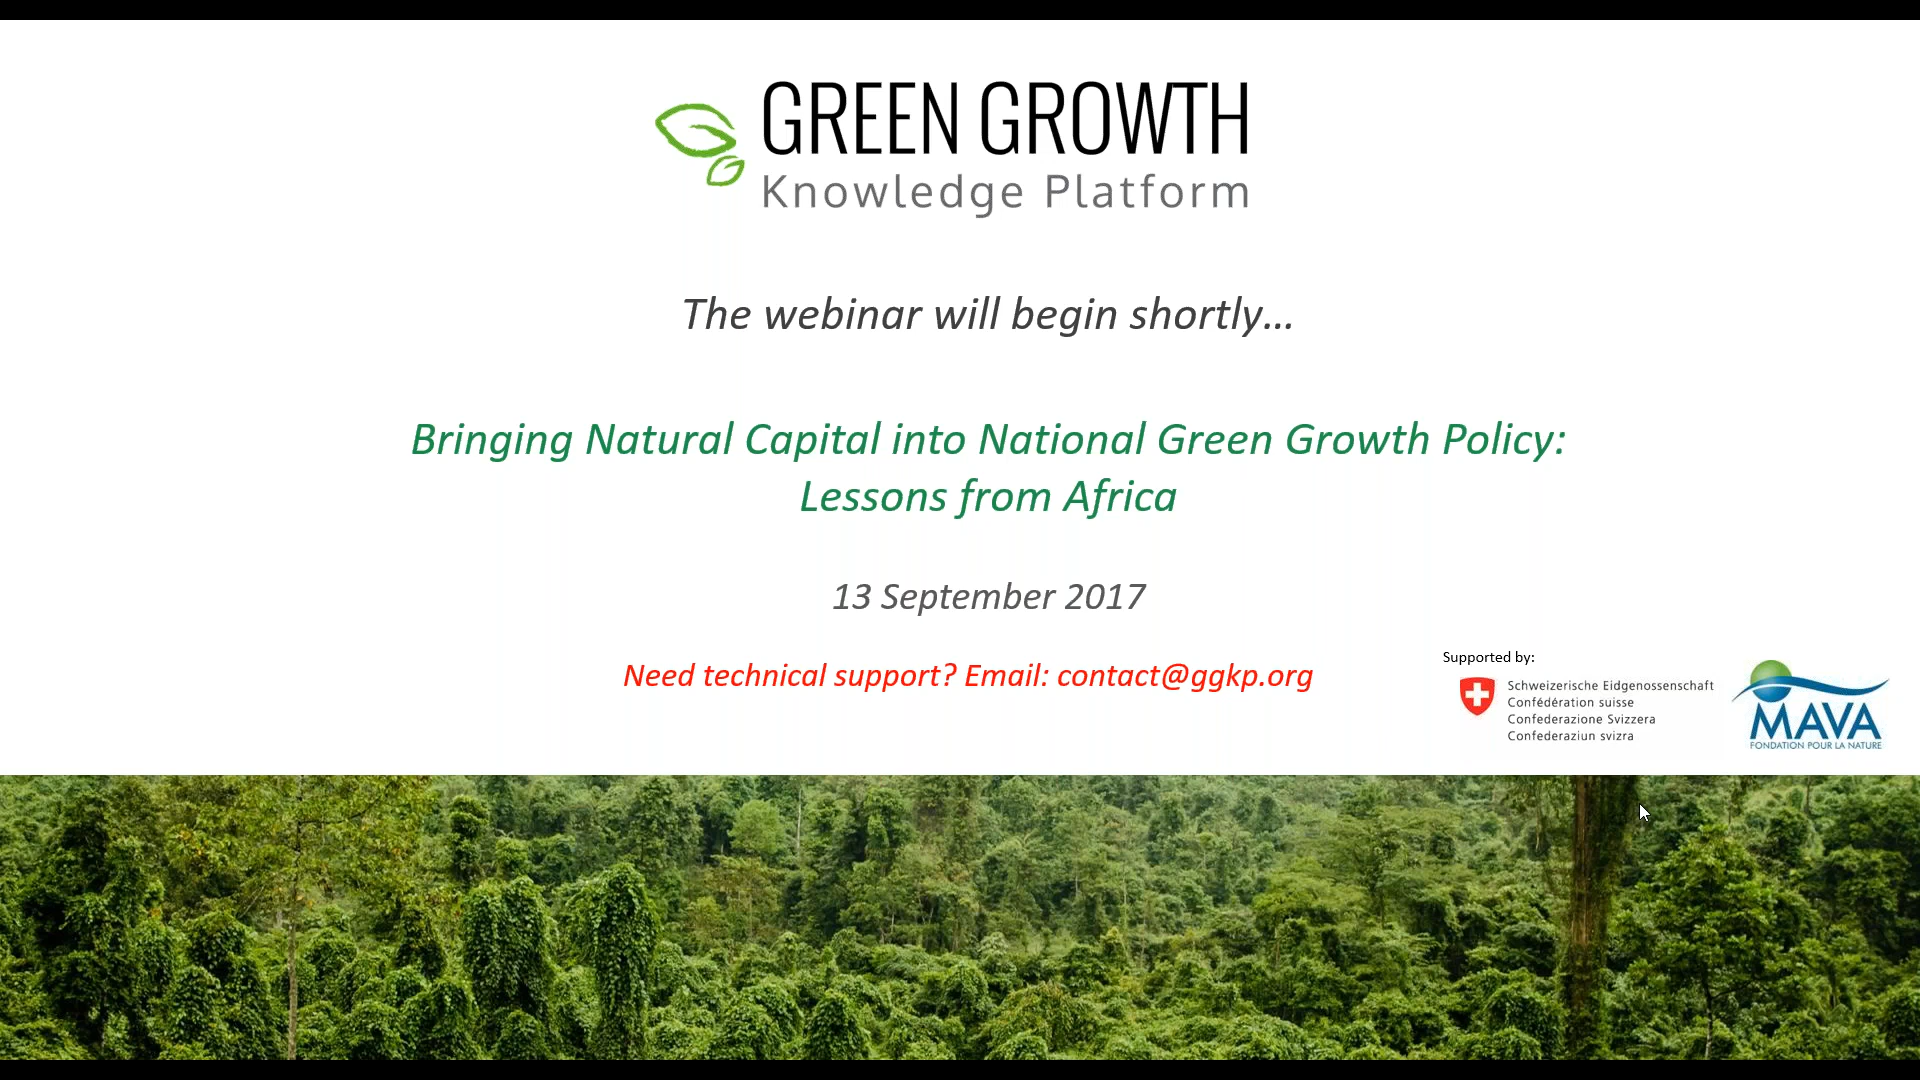 GREEN GROWTH
Knowledge Platform
The webinar will begin shortly...
Bringing Natural Capital into National Green Growth Policy:
Lessons from Africa
13 September 2017
Need technical support? Email: contact@ggkp.org
Supported by:
Schweizerische Eidgenossenschaft
Confédération suisse
Confederazione Svizzera
Confederaziun svizra
MAVA
FONDATION POUR LA NATURE